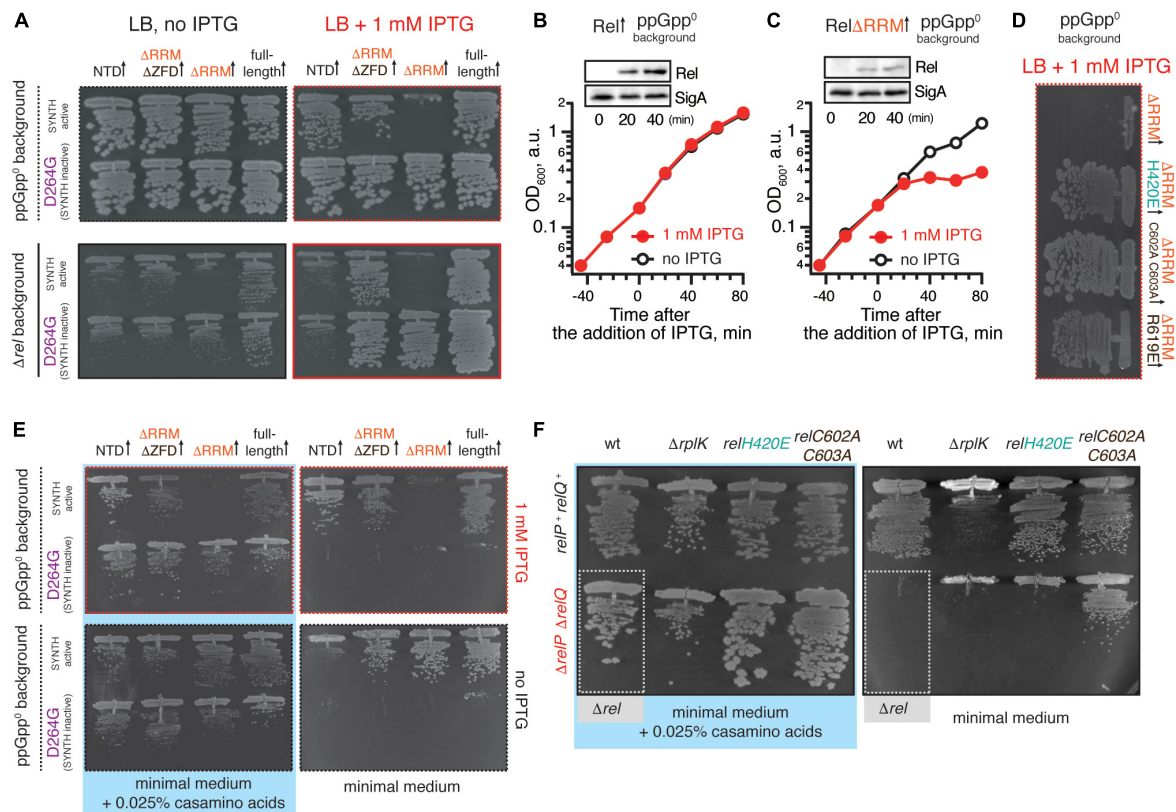 A
LB, no IPTG
LB + 1 mM IPTG
NTD↑
ΔRRM
ΔZFD↑
ΔRRM↑
full-
length↑
NTD↑
ΔRRM
ΔZFD↑
ΔRRM↑
full-
length↑
ppGpp⁰ background
SYNTH
active
D264G
(SYNTH inactive)
Δrel background
SYNTH
active
D264G
(SYNTH inactive)
B
Rel↑
ppGpp⁰
background
Rel
SigA
0 20 40 (min)
OD₆₀₀, a.u.
1
8
6
4
2
0.1
8
6
4
1 mM IPTG
no IPTG
-40 0 40 80
Time after
the addition of IPTG, min
C
RelΔRRM↑
ppGpp⁰
background
Rel
SigA
0 20 40 (min)
OD₆₀₀, a.u.
1
8
6
4
2
0.1
8
6
4
1 mM IPTG
no IPTG
-40 0 40 80
Time after
the addition of IPTG, min
D
ppGpp⁰
background
LB + 1 mM IPTG
ΔRRM↑
ΔRRM
H420E↑
ΔRRM
C602A C603A↑
ΔRRM
R619E↑
E
NTD↑
ΔRRM
ΔZFD↑
ΔRRM↑
full-
length↑
NTD↑
ΔRRM
ΔZFD↑
ΔRRM↑
full-
length↑
ppGpp⁰ background
SYNTH
active
D264G
(SYNTH inactive)
1 mM IPTG
ppGpp⁰ background
SYNTH
active
D264G
(SYNTH inactive)
no IPTG
minimal medium
+ 0.025% casamino acids
minimal medium
F
wt
ΔrplK
relH420E
relC602A
C603A
wt
ΔrplK
relH420E
relC602A
C603A
relP⁺ relQ⁺
ΔrelP ΔrelQ
Δrel
minimal medium
+ 0.025% casamino acids
Δrel
minimal medium